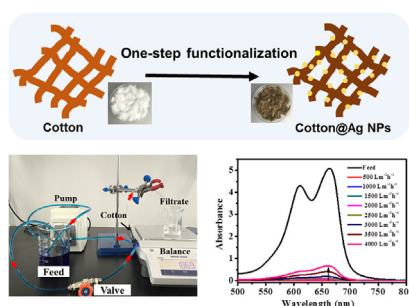 One-step functionalization
Cotton
Cotton@Ag NPs
Pump
Cotton
Filtrate
Balance
Feed
Valve
Absorbance
5
4
3
2
1
0
Feed
500 Lm⁻²h⁻¹
1000 Lm⁻²h⁻¹
1500 Lm⁻²h⁻¹
2000 Lm⁻²h⁻¹
2500 Lm⁻²h⁻¹
3000 Lm⁻²h⁻¹
3500 Lm⁻²h⁻¹
4000 Lm⁻²h⁻¹
500 550 600 650 700 750 800
Wavelength (nm)